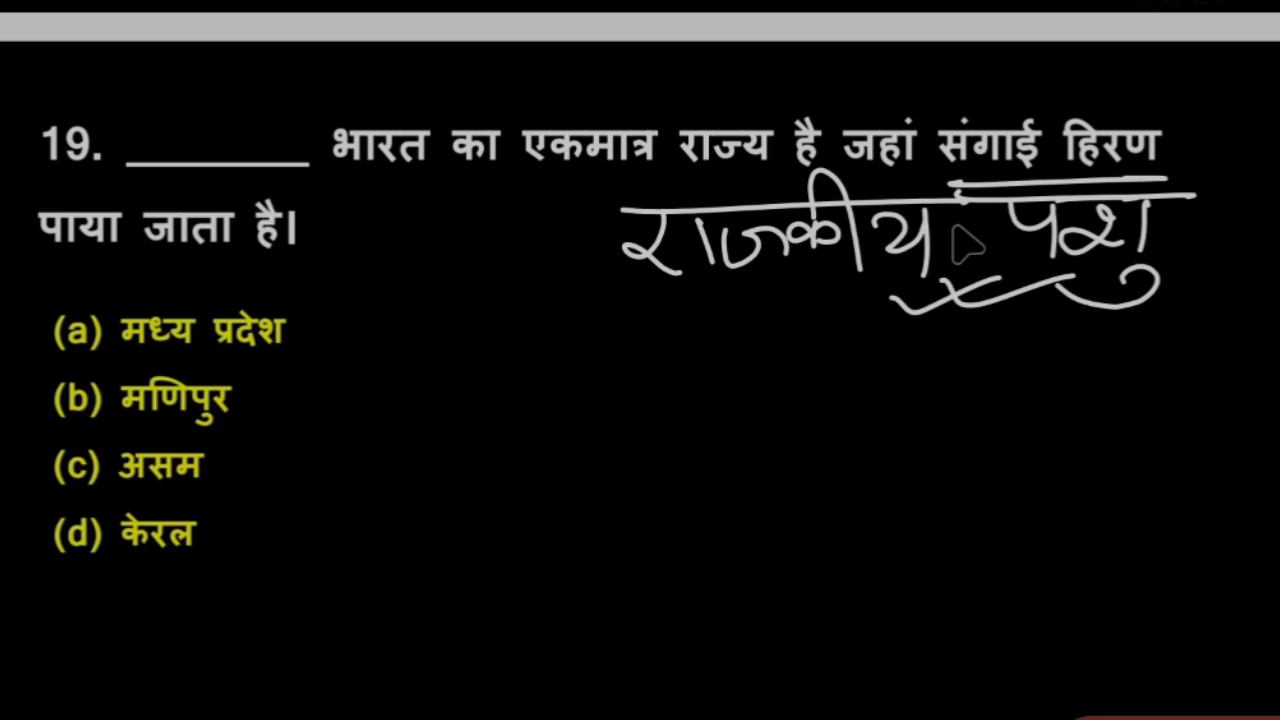 19. ________ भारत का एकमात्र राज्य है जहां संगाई हिरण
पाया जाता है।
राजकीय पशु
(a) मध्य प्रदेश
(b) मणिपुर
(c) असम
(d) केरल